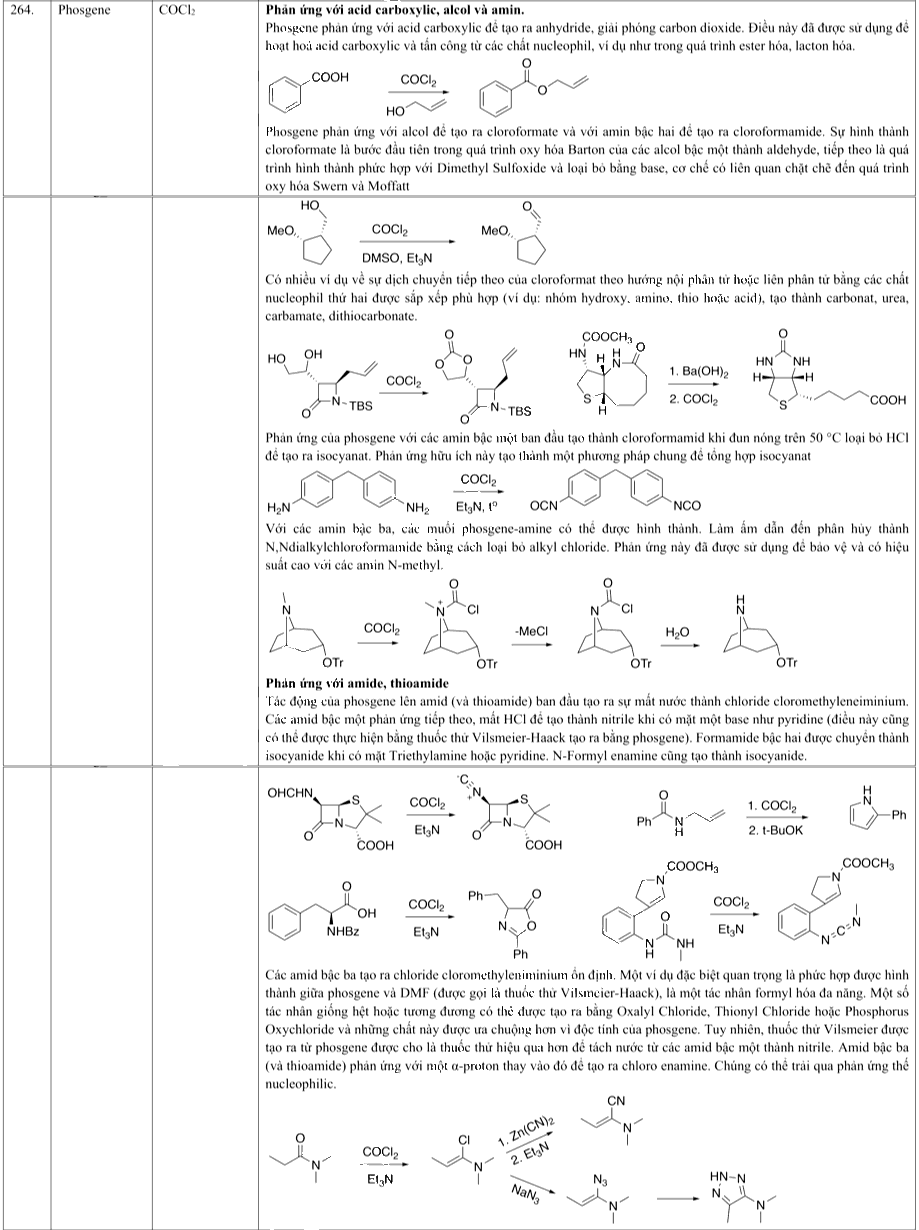 264. Phosgene COCl₂ Phản ứng với acid carboxylic, alcol và amin.
Phosgene phản ứng với acid carboxylic để tạo ra anhydride, giải phóng carbon dioxide. Điều này đã được sử dụng để
hoạt hoá acid carboxylic và tấn công từ các chất nucleophil, ví dụ như trong quá trình ester hóa, lacton hóa.
COOH COCl₂ HO O O
Phosgene phản ứng với alcol để tạo ra cloroformate và với amin bậc hai để tạo ra cloroformamide. Sự hình thành
cloroformate là bước đầu tiên trong quá trình oxy hóa Barton của các alcol bậc một thành aldehyde, tiếp theo là quá
trình hình thành phức hợp với Dimethyl Sulfoxide và loại bỏ bằng base, cơ chế có liên quan chặt chẽ đến quá trình
oxy hóa Swern và Moffatt
COCl₂
HO MeO COCl₂ DMSO, Et₃N O MeO
Có nhiều ví dụ về sự dịch chuyển tiếp theo của cloroformat theo hướng nội phân tử hoặc liên phân tử bằng các chất
nucleophil thứ hai được sắp xếp phù hợp (ví dụ: nhóm hydroxy, amino, thio hoặc acid), tạo thành carbonat, urea,
carbamate, dithiocarbonate.
HO OH O N TBS COCl₂ O O O O N TBS COOCH₃ HN H H N O S H 1. Ba(OH)₂ 2. COCl₂ O HN NH H H S COOH
Phản ứng của phosgene với các amin bậc một ban đầu tạo thành cloroformamid khi đun nóng trên 50 °C loại bỏ HCl
để tạo ra isocyanat. Phản ứng hữu ích này tạo thành một phương pháp chung để tổng hợp isocyanat
H₂N NH₂ COCl₂ Et₃N, tº OCN NCO
Với các amin bậc ba, các muối phosgene-amine có thể được hình thành. Làm ấm dẫn đến phân hủy thành
N,Ndialkylchloroformamide bằng cách loại bỏ alkyl chloride. Phản ứng này đã được sử dụng để bảo vệ và có hiệu
suất cao với các amin N-methyl.
N OTr COCl₂ O N+ Cl OTr -MeCl O N Cl OTr H₂O H N OTr
Phản ứng với amide, thioamide
Tác động của phosgene lên amid (và thioamide) ban đầu tạo ra sự mất nước thành chloride cloromethyleneiminium.
Các amid bậc một phản ứng tiếp theo, mất HCl để tạo thành nitrile khi có mặt một base như pyridine (điều này cũng
có thể được thực hiện bằng thuốc thử Vilsmeier-Haack tạo ra bằng phosgene). Formamide bậc hai được chuyển thành
isocyanide khi có mặt Triethylamine hoặc pyridine. N-Formyl enamine cũng tạo thành isocyanide.
OHCHN S O N COOH COCl₂ Et₃N -C N+ S O N COOH O Ph N H 1. COCl₂ 2. t-BuOK H N Ph
O OH NHBz COCl₂ Et₃N Ph O N O Ph COOCH₃ N O N H NH COCl₂ Et₃N COOCH₃ N N=C=N
Các amid bậc ba tạo ra chloride cloromethyleniminium ổn định. Một ví dụ đặc biệt quan trọng là phức hợp được hình
thành giữa phosgene và DMF (được gọi là thuốc thử Vilsmeier-Haack), là một tác nhân formyl hóa đa năng. Một số
tác nhân giống hệt hoặc tương đương có thể được tạo ra bằng Oxalyl Chloride, Thionyl Chloride hoặc Phosphorus
Oxychloride và những chất này được ưa chuộng hơn vì độc tính của phosgene. Tuy nhiên, thuốc thử Vilsmeier được
tạo ra từ phosgene được cho là thuốc thử hiệu quả hơn để tách nước từ các amid bậc một thành nitrile. Amid bậc ba
(và thioamide) phản ứng với một α-proton thay vào đó để tạo ra chloro enamine. Chúng có thể trải qua phản ứng thế
nucleophilic.
O N COCl₂ Et₃N Cl N 1. Zn(CN)₂ 2. Et₃N CN N
NaN₃ N₃ N HN-N N N